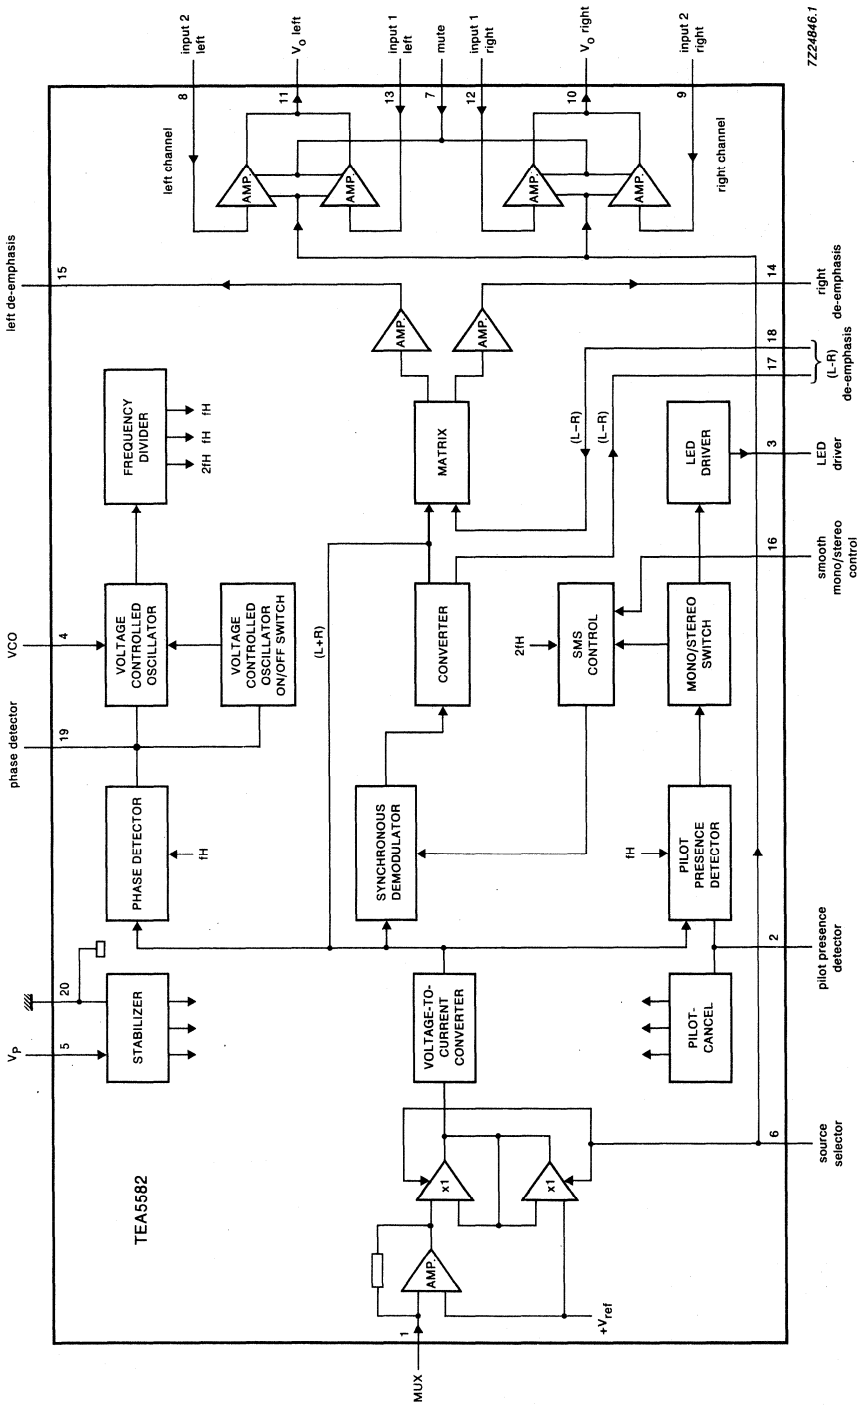 7Z24846.1
TEA5582
left de-emphasis
15
VCO
4
phase detector
19
20
VP
5
FREQUENCY
DIVIDER
fH
fH
2fH
VOLTAGE
CONTROLLED
OSCILLATOR
VOLTAGE
CONTROLLED
OSCILLATOR
ON/OFF SWITCH
PHASE DETECTOR
fH
STABILIZER
input 2
left
8
Vo left
11
input 1
left
13
mute
7
input 1
right
12
Vo right
10
input 2
right
9
left channel
right channel
AMP.
AMP.
AMP.
AMP.
AMP.
AMP.
MATRIX
(L+R)
CONVERTER
(L−R)
(L−R)
SYNCHRONOUS
DEMODULATOR
2fH
SMS
CONTROL
LED
DRIVER
MONO/STEREO
SWITCH
fH
PILOT
PRESENCE
DETECTOR
VOLTAGE-TO-
CURRENT
CONVERTER
PILOT-
CANCEL
x1
x1
AMP.
+Vref
MUX
1
14
right
de-emphasis
18
17
(L-R)
de-emphasis
3
LED
driver
16
smooth
mono/stereo
control
2
pilot presence
detector
6
source
selector